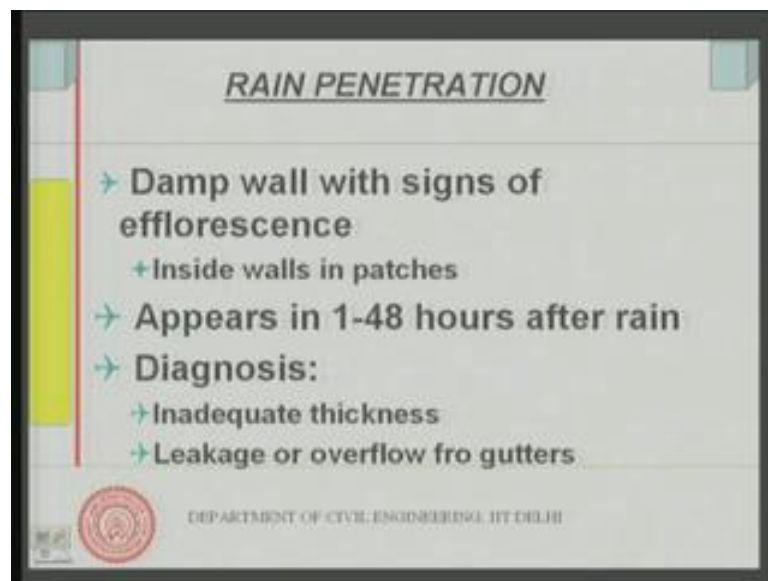 RAIN PENETRATION
Damp wall with signs of
efflorescence
Inside walls in patches
Appears in 1-48 hours after rain
Diagnosis:
Inadequate thickness
Leakage or overflow fro gutters
DEPARTMENT OF CIVIL ENGINEERING, IIT DELHI